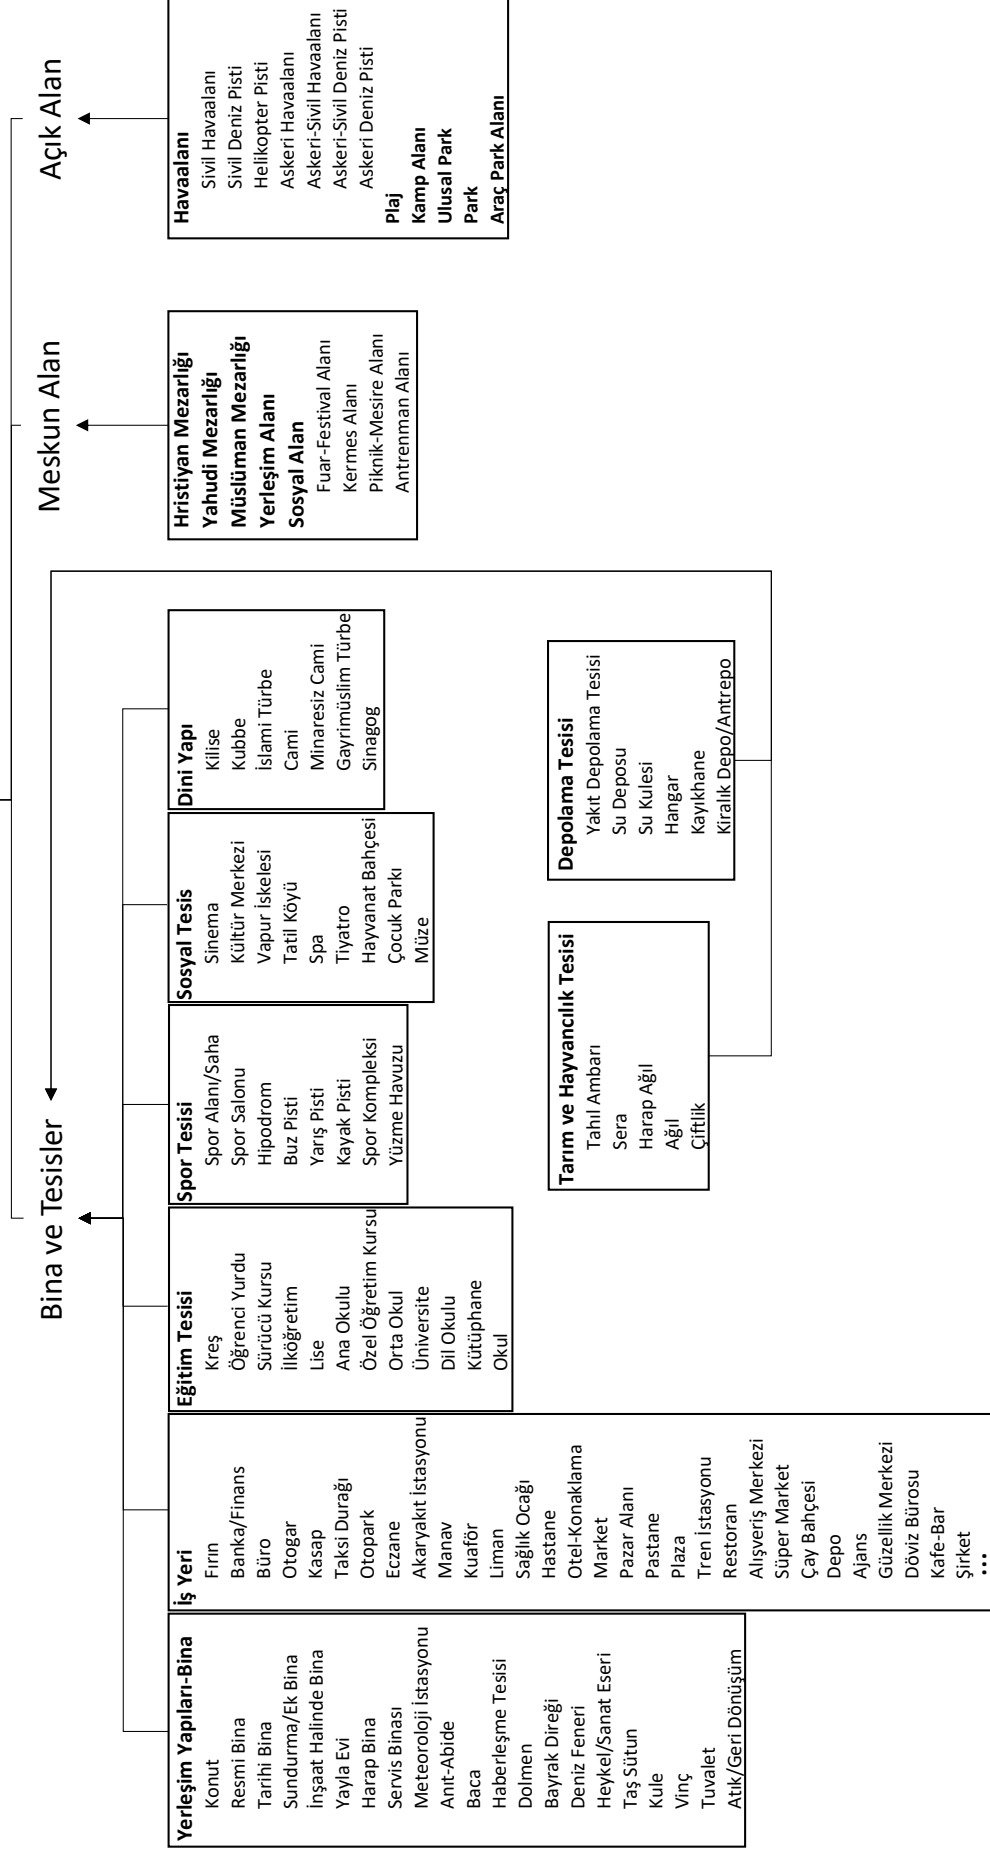 Bina ve Tesisler
Meskun Alan
Açık Alan
Yerleşim Yapıları-Bina
Konut
Resmi Bina
Tarihi Bina
Sundurma/Ek Bina
İnşaat Halinde Bina
Yayla Evi
Harap Bina
Servis Binası
Meteoroloji İstasyonu
Anıt-Abide
Baca
Haberleşme Tesisi
Dolmen
Bayrak Direği
Deniz Feneri
Heykel/Sanat Eseri
Taş Sütun
Kule
Vinç
Tuvalet
Atık/Geri Dönüşüm
İş Yeri
Fırın
Banka/Finans
Büro
Otogar
Kasap
Taksi Durağı
Otopark
Eczane
Akaryakıt İstasyonu
Manav
Kuaför
Liman
Sağlık Ocağı
Hastane
Otel-Konaklama
Market
Pazar Alanı
Pastane
Plaza
Tren İstasyonu
Restoran
Alışveriş Merkezi
Süper Market
Çay Bahçesi
Depo
Ajans
Güzellik Merkezi
Döviz Bürosu
Kafe-Bar
Şirket
...
Eğitim Tesisi
Kreş
Öğrenci Yurdu
Sürücü Kursu
İlköğretim
Lise
Ana Okulu
Özel Öğretim Kursu
Orta Okul
Üniversite
Dil Okulu
Kütüphane
Okul
Spor Tesisi
Spor Alanı/Saha
Spor Salonu
Hipodrom
Buz Pisti
Yarış Pisti
Kayak Pisti
Spor Kompleksi
Yüzme Havuzu
Sosyal Tesis
Sinema
Kültür Merkezi
Vapur İskelesi
Tatil Köyü
Spa
Tiyatro
Hayvanat Bahçesi
Çocuk Parkı
Müze
Dini Yapı
Kilise
Kubbe
İslami Türbe
Cami
Minaresiz Cami
Gayrimüslim Türbe
Sinagog
Hristiyan Mezarlığı
Yahudi Mezarlığı
Müslüman Mezarlığı
Yerleşim Alanı
Sosyal Alan
Fuar-Festival Alanı
Kermes Alanı
Piknik-Mesire Alanı
Antrenman Alanı
Havaalanı
Sivil Havaalanı
Sivil Deniz Pisti
Helikopter Pisti
Askeri Havaalanı
Askeri-Sivil Havaalanı
Askeri-Sivil Deniz Pisti
Askeri Deniz Pisti
Plaj
Kamp Alanı
Ulusal Park
Park
Araç Park Alanı
Tarım ve Hayvancılık Tesisi
Tahıl Ambarı
Sera
Harap Ağıl
Ağıl
Çiftlik
Depolama Tesisi
Yakıt Depolama Tesisi
Su Deposu
Su Kulesi
Hangar
Kayıkhane
Kiralık Depo/Antrepo